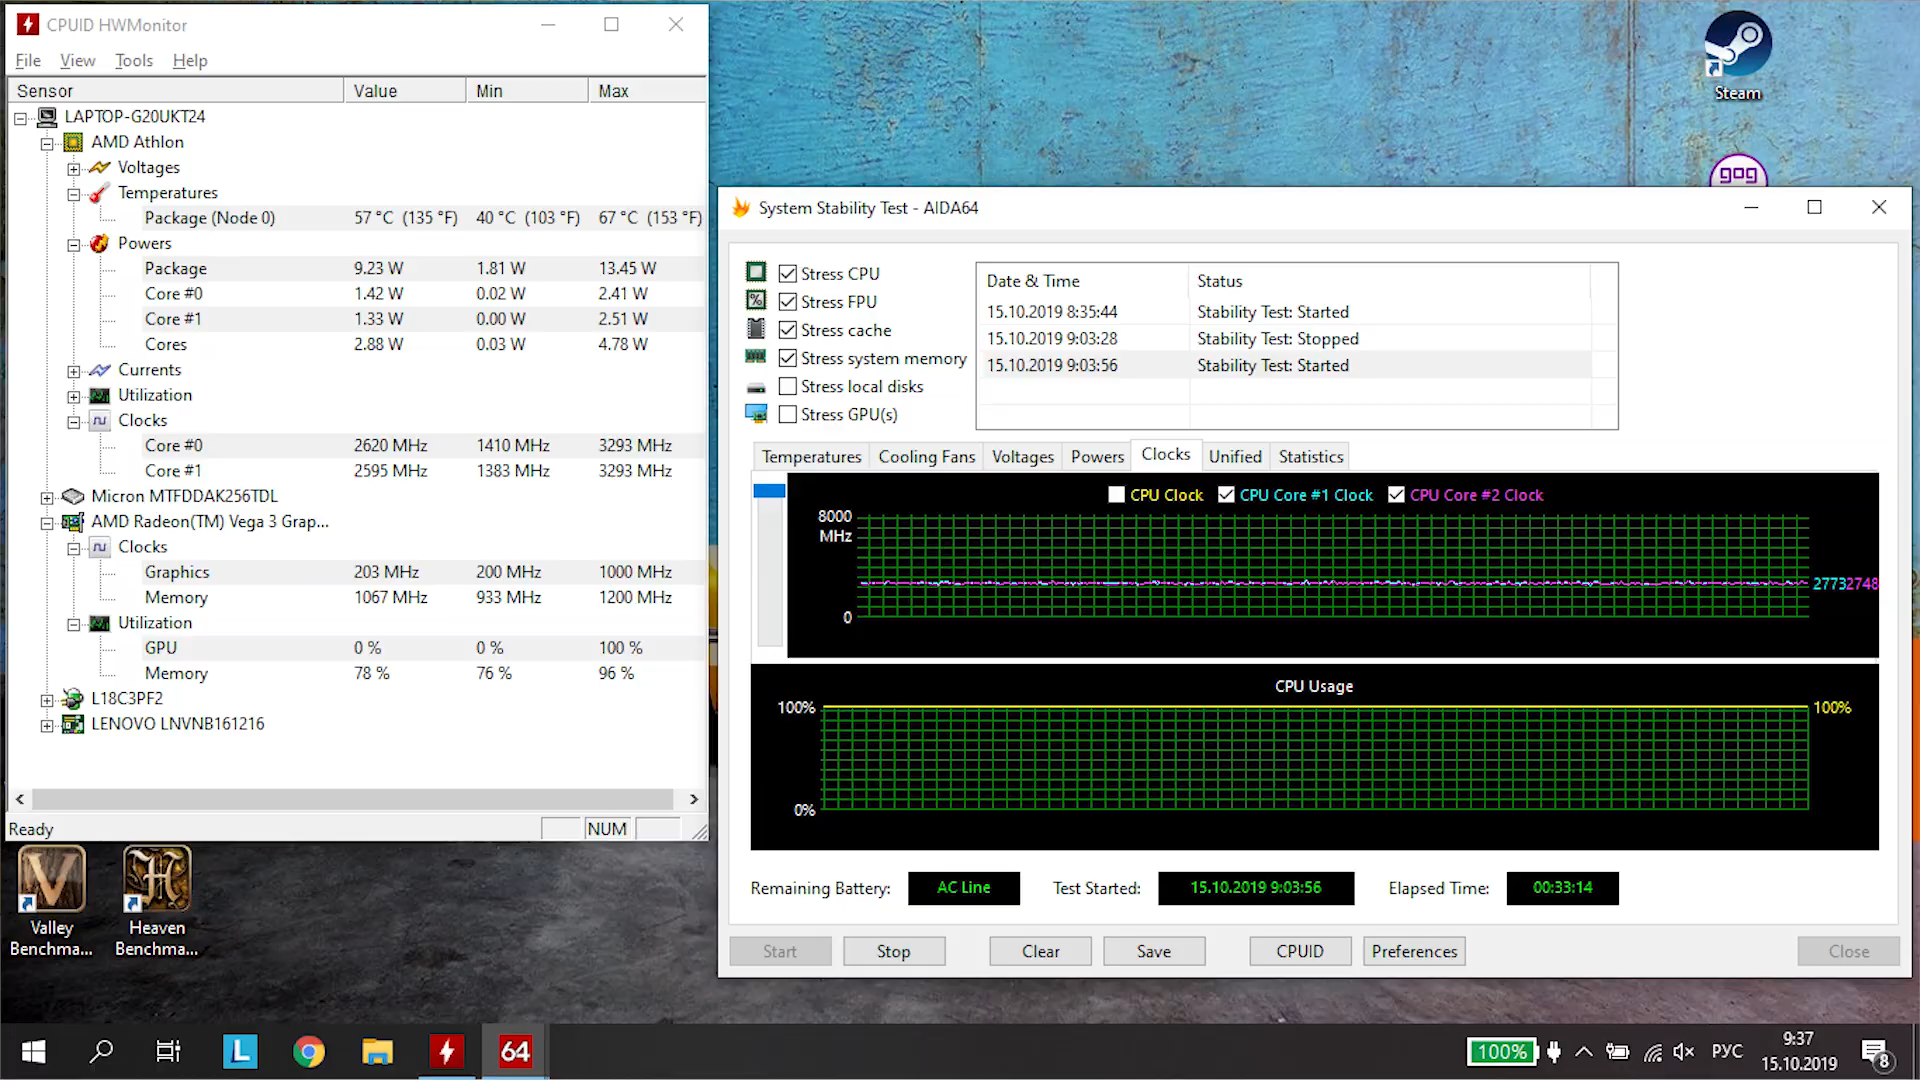 CPUID HWMonitor
File View Tools Help
Sensor Value Min Max
LAPTOP-G20UKT24
AMD Athlon
Voltages
Temperatures
Package (Node 0) 57 °C (135 °F) 40 °C (103 °F) 67 °C (153 °F)
Powers
Package 9.23 W 1.81 W 13.45 W
Core #0 1.42 W 0.02 W 2.41 W
Core #1 1.33 W 0.00 W 2.51 W
Cores 2.88 W 0.03 W 4.78 W
Currents
Utilization
Clocks
Core #0 2620 MHz 1410 MHz 3293 MHz
Core #1 2595 MHz 1383 MHz 3293 MHz
Micron MTFDDAK256TDL
AMD Radeon(TM) Vega 3 Grap...
Clocks
Graphics 203 MHz 200 MHz 1000 MHz
Memory 1067 MHz 933 MHz 1200 MHz
Utilization
GPU 0 % 0 % 100 %
Memory 78 % 76 % 96 %
L18C3PF2
LENOVO LNVNB161216
Ready NUM
Steam
gog
System Stability Test - AIDA64
Stress CPU
Stress FPU
Stress cache
Stress system memory
Stress local disks
Stress GPU(s)
Date & Time Status
15.10.2019 8:35:44 Stability Test: Started
15.10.2019 9:03:28 Stability Test: Stopped
15.10.2019 9:03:56 Stability Test: Started
Temperatures Cooling Fans Voltages Powers Clocks Unified Statistics
CPU Clock CPU Core #1 Clock CPU Core #2 Clock
8000
MHz
2773 2748
0
CPU Usage
100% 100%
0%
Remaining Battery: AC Line Test Started: 15.10.2019 9:03:56 Elapsed Time: 00:33:14
Start Stop Clear Save CPUID Preferences Close
V
Valley
Benchma...
H
Heaven
Benchma...
L
64
100%
РУС
9:37
15.10.2019
8